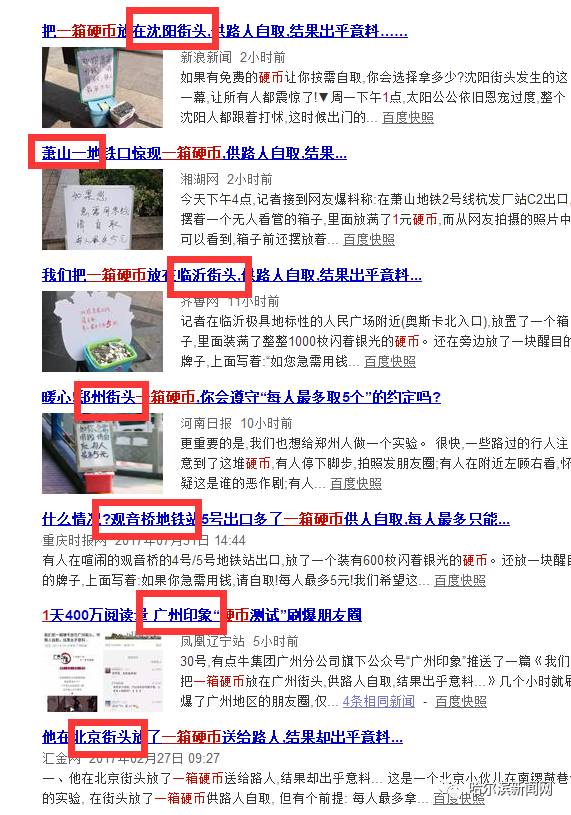 把一箱硬币放在沈阳街头,供路人自取,结果出乎意料……
新浪新闻 2小时前
如果有免费的硬币让你按需自取,你会选择拿多少?沈阳街头发生的这
一幕,让所有人都震惊了!▼周一下午1点,太阳公公依旧恩宠过度,整个
沈阳人都跟着打怵,这时候出门的... 百度快照
萧山一地铁口惊现一箱硬币,供路人自取,结果...
如果您
急需用零钱
请自取
每人最多5元
湘湖网 2小时前
今天下午4点,记者接到网友爆料称:在萧山地铁2号线杭发厂站C2出口,
摆着一个无人看管的箱子,里面放满了1元硬币,而从网友拍摄的照片中
可以看到,箱子前还摆放着... 百度快照
我们把一箱硬币放在临沂街头,供路人自取,结果出乎意料...
齐鲁网 11小时前
记者在临沂极具地标性的人民广场附近(奥斯卡北入口),放置了一个箱
子,里面装满了整整1000枚闪着银光的硬币。还在旁边放了一块醒目的
牌子,上面写着:“如您急需用钱... 百度快照
暖心!郑州街头一箱硬币,你会遵守“每人最多取5个”的约定吗?
河南日报 10小时前
更重要的是,我们也想给郑州人做一个实验。 很快,一些路过的行人注
意到了这堆硬币,有人停下脚步,拍照发朋友圈;有人在附近左顾右看,怀
疑这是谁的恶作剧;有人... 百度快照
什么情况?观音桥地铁站5号出口多了一箱硬币供人自取,每人最多只能...
重庆时报网 2017年07月31日 14:44
有人在喧闹的观音桥的4号/5号地铁站出口,放了一个装有600枚闪着银光的硬币。还放一块醒目
的牌子,上面写着:如果你急需用钱,请自取!每人最多5元!我们希望这... 百度快照
1天400万阅读量 广州印象“硬币测试”刷爆朋友圈
凤凰辽宁站 5小时前
30号,有点牛集团广州分公司旗下公众号“广州印象”推送了一篇《我们
把一箱硬币放在广州街头,供路人自取,结果出乎意料...》几个小时就刷
爆了广州地区的朋友圈,仅... 4条相同新闻 - 百度快照
他在北京街头放了一箱硬币送给路人,结果却出乎意料...
汇金网 2017年02月27日 09:27
一、他在北京街头放了一箱硬币送给路人,结果出乎意料... 这是一个北京小伙儿在南锣鼓巷
的实验, 在街头放了一箱硬币供路人自取, 但有个前提: 每人最多拿... 百度快照
哈尔滨新闻网